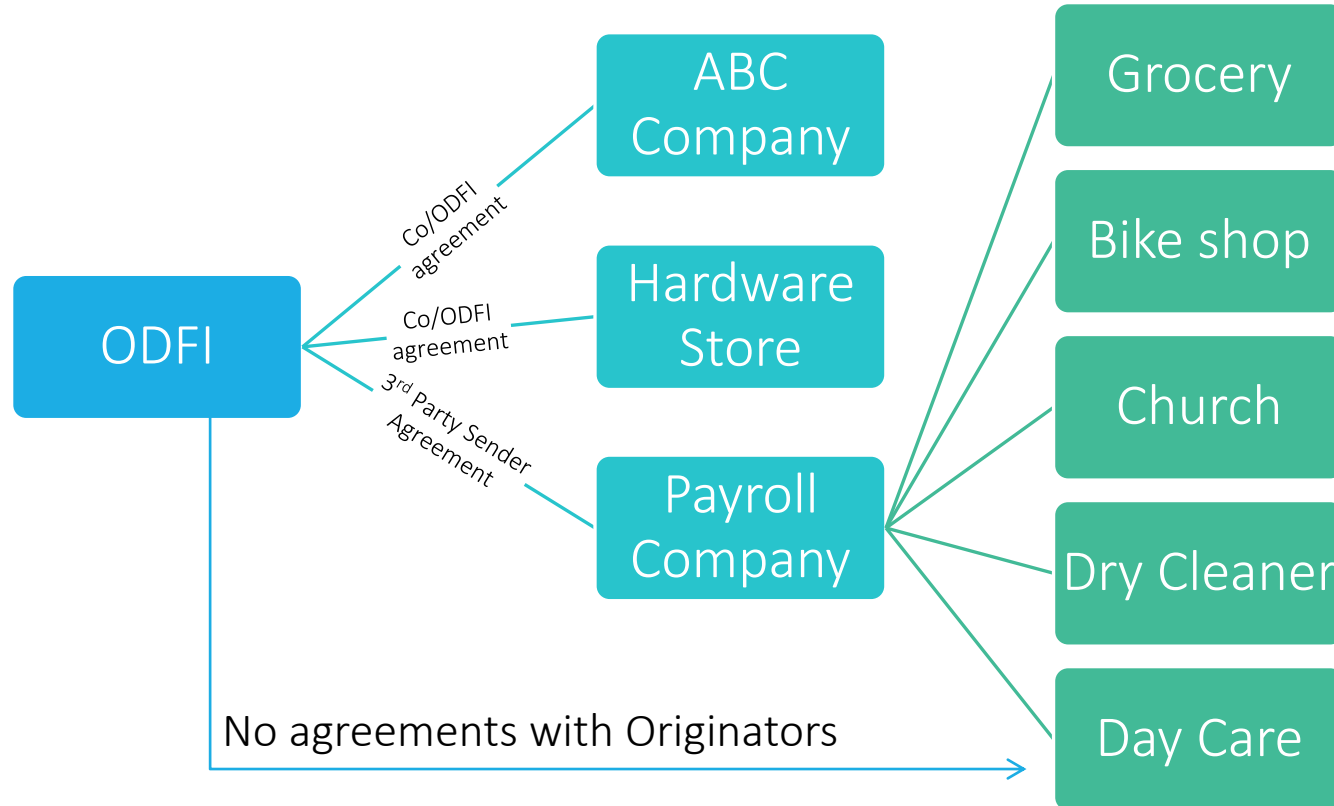 ODFI
Co/ODFI
agreement
Co/ODFI
agreement
3rd Party Sender
Agreement
ABC
Company
Hardware
Store
Payroll
Company
Grocery
Bike shop
Church
Dry Cleaner
Day Care
No agreements with Originators